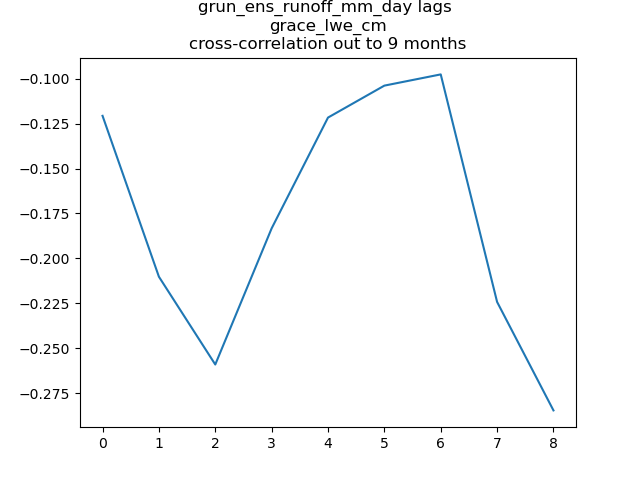 grun_ens_runoff_mm_day lags
grace_lwe_cm
cross-correlation out to 9 months
−0.100
−0.125
−0.150
−0.175
−0.200
−0.225
−0.250
−0.275
0 1 2 3 4 5 6 7 8